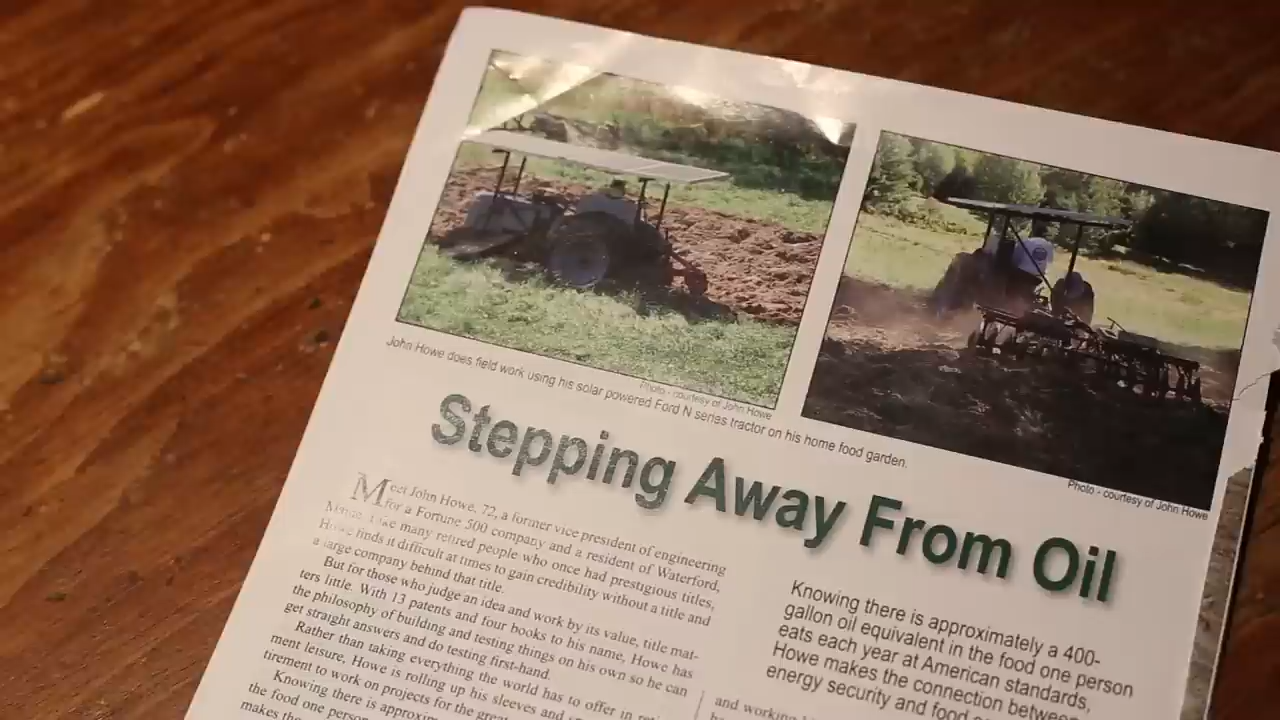 Photo - courtesy of John Howe
John Howe does field work using his solar powered Ford N series tractor on his home food garden.
Photo - courtesy of John Howe
Stepping Away From Oil
Meet John Howe, 72, a former vice president of engineering
for a Fortune 500 company and a resident of Waterford,
Maine. Like many retired people who once had prestigious titles,
Howe finds it difficult at times to gain credibility without a title and
a large company behind that title.
But for those who judge an idea and work by its value, title mat-
ters little. With 13 patents and four books to his name, Howe has
the philosophy of building and testing things on his own so he can
get straight answers and do testing first-hand.
Rather than taking everything the world has to offer in
ment leisure, Howe is rolling up his sleeves and
tirement to work on projects for the
Knowing there is
the food one person
makes the
and working
Knowing there is approximately a 400-
gallon oil equivalent in the food one person
eats each year at American standards,
Howe makes the connection between
energy security and food